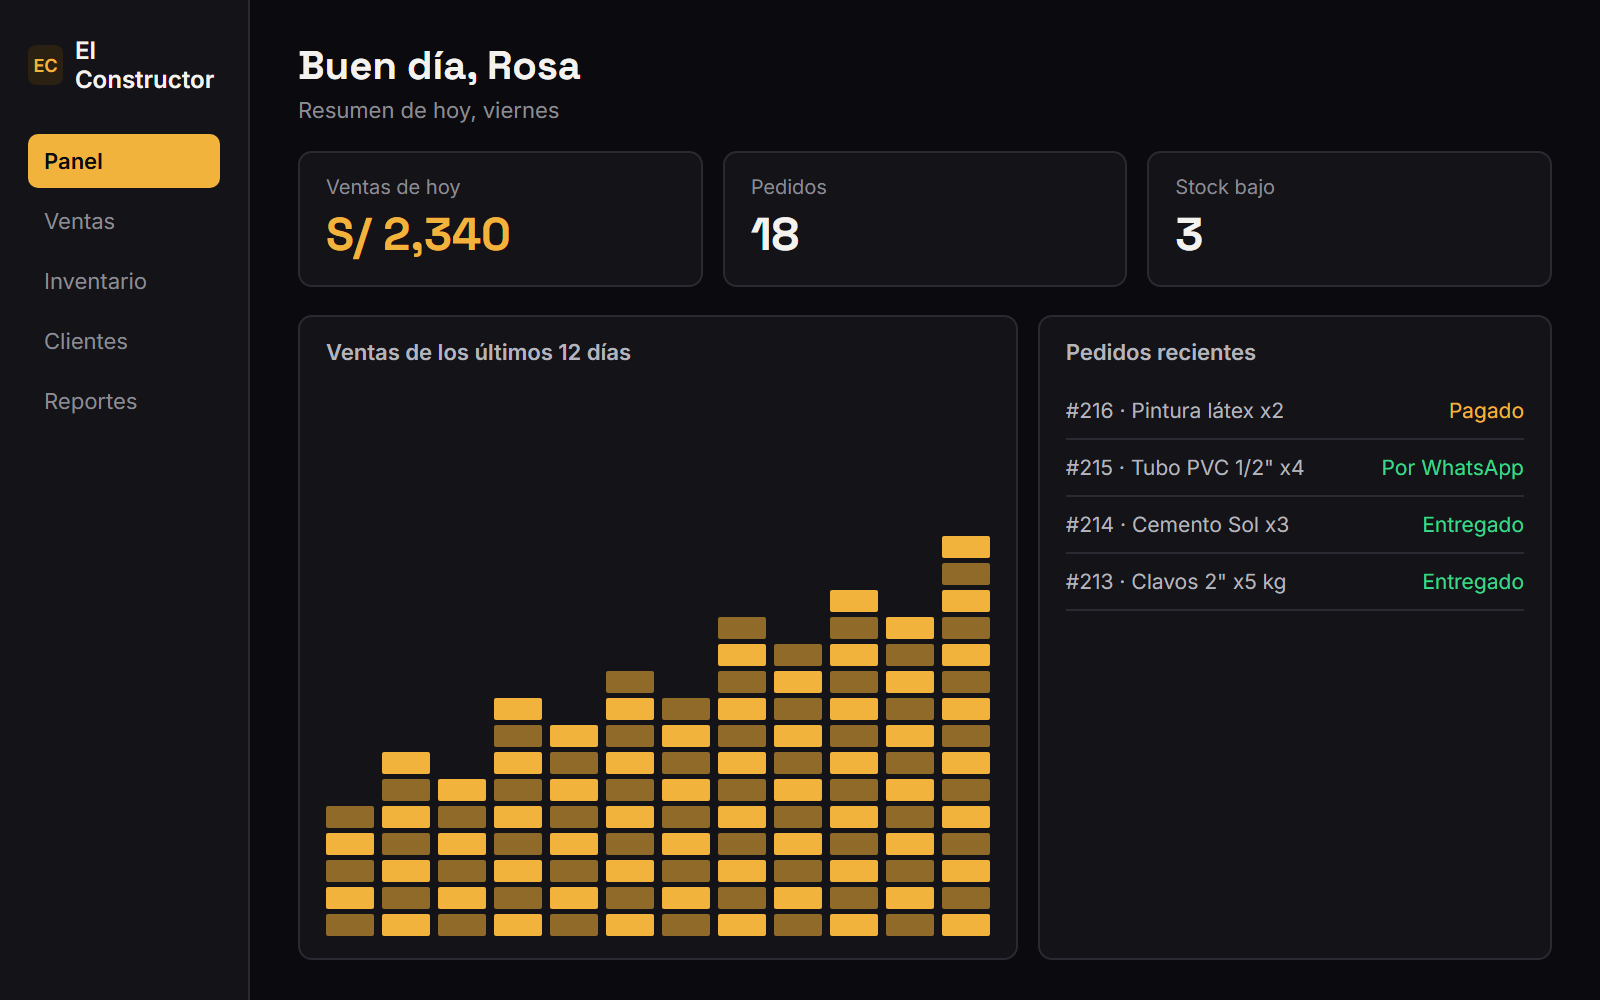 EC
El
Constructor
Panel
Ventas
Inventario
Clientes
Reportes
Buen día, Rosa
Resumen de hoy, viernes
Ventas de hoy
S/ 2,340
Pedidos
18
Stock bajo
3
Ventas de los últimos 12 días
Pedidos recientes
#216 · Pintura látex x2 Pagado
#215 · Tubo PVC 1/2" x4 Por WhatsApp
#214 · Cemento Sol x3 Entregado
#213 · Clavos 2" x5 kg Entregado